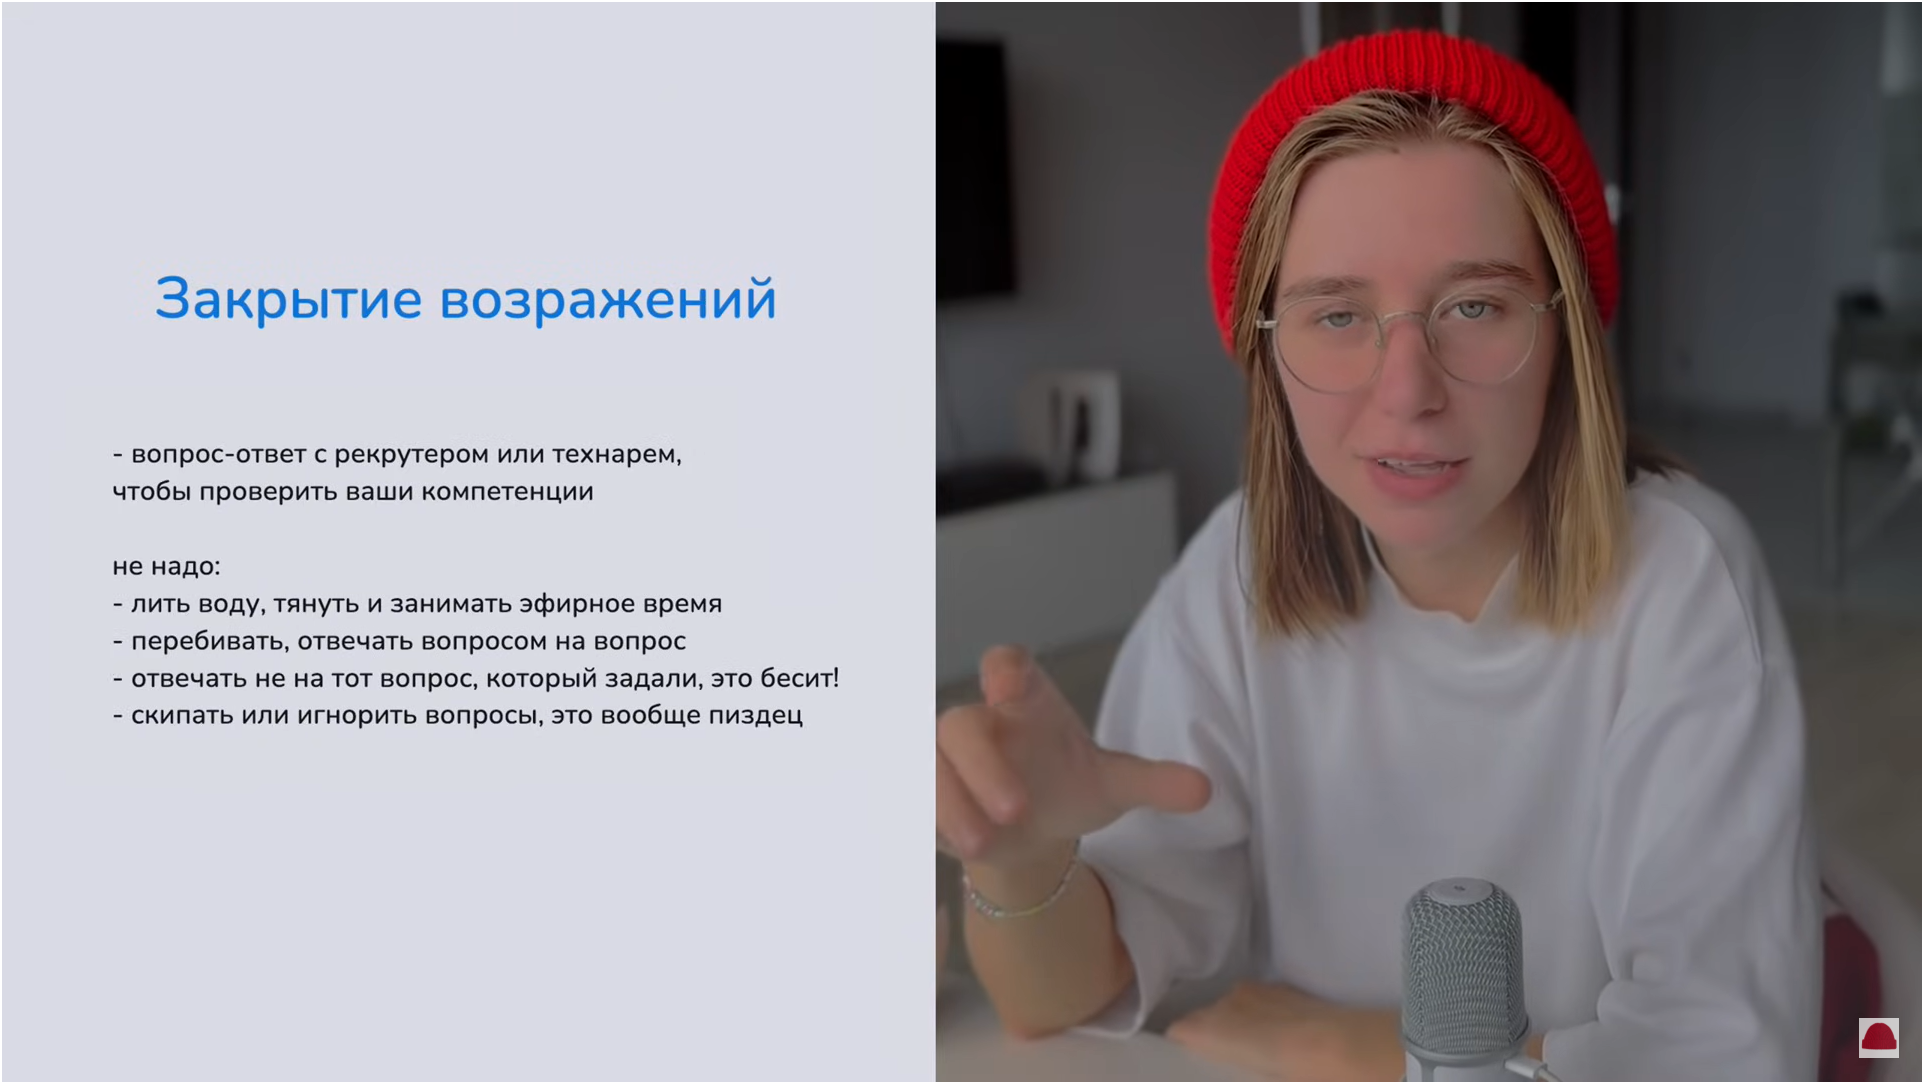 Закрытие возражений
- вопрос-ответ с рекрутером или технарем,
чтобы проверить ваши компетенции
не надо:
- лить воду, тянуть и занимать эфирное время
- перебивать, отвечать вопросом на вопрос
- отвечать не на тот вопрос, который задали, это бесит!
- скипать или игнорить вопросы, это вообще пиздец